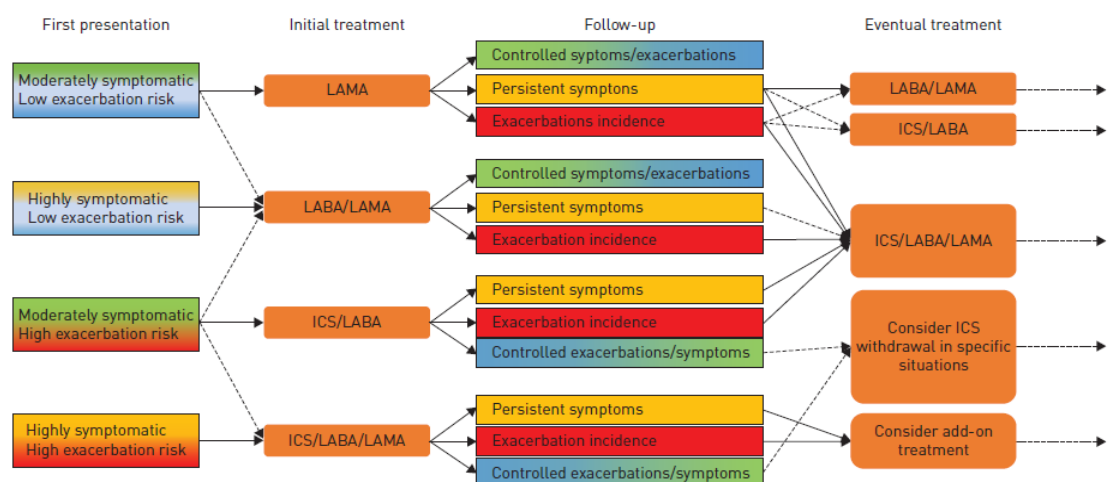 First presentation
Initial treatment
Follow-up
Eventual treatment
Moderately symptomatic
Low exacerbation risk
LAMA
Controlled syptoms/exacerbations
Persistent symptons
Exacerbations incidence
LABA/LAMA
ICS/LABA
Highly symptomatic
Low exacerbation risk
LABA/LAMA
Controlled symptoms/exacerbations
Persistent symptoms
Exacerbation incidence
ICS/LABA/LAMA
Moderately symptomatic
High exacerbation risk
ICS/LABA
Persistent symptoms
Exacerbation incidence
Controlled exacerbations/symptoms
Consider ICS
withdrawal in specific
situations
Highly symptomatic
High exacerbation risk
ICS/LABA/LAMA
Persistent symptoms
Exacerbation incidence
Controlled exacerbations/symptoms
Consider add-on
treatment